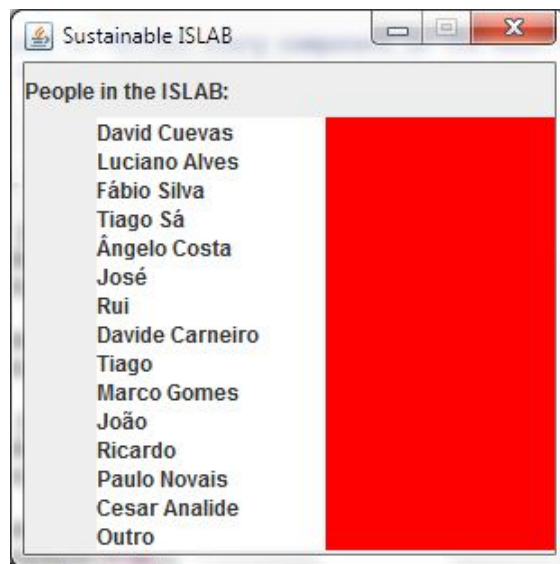 Sustainable ISLAB
People in the ISLAB:
David Cuevas
Luciano Alves
Fábio Silva
Tiago Sá
Ângelo Costa
José
Rui
Davide Carneiro
Tiago
Marco Gomes
João
Ricardo
Paulo Novais
Cesar Analide
Outro